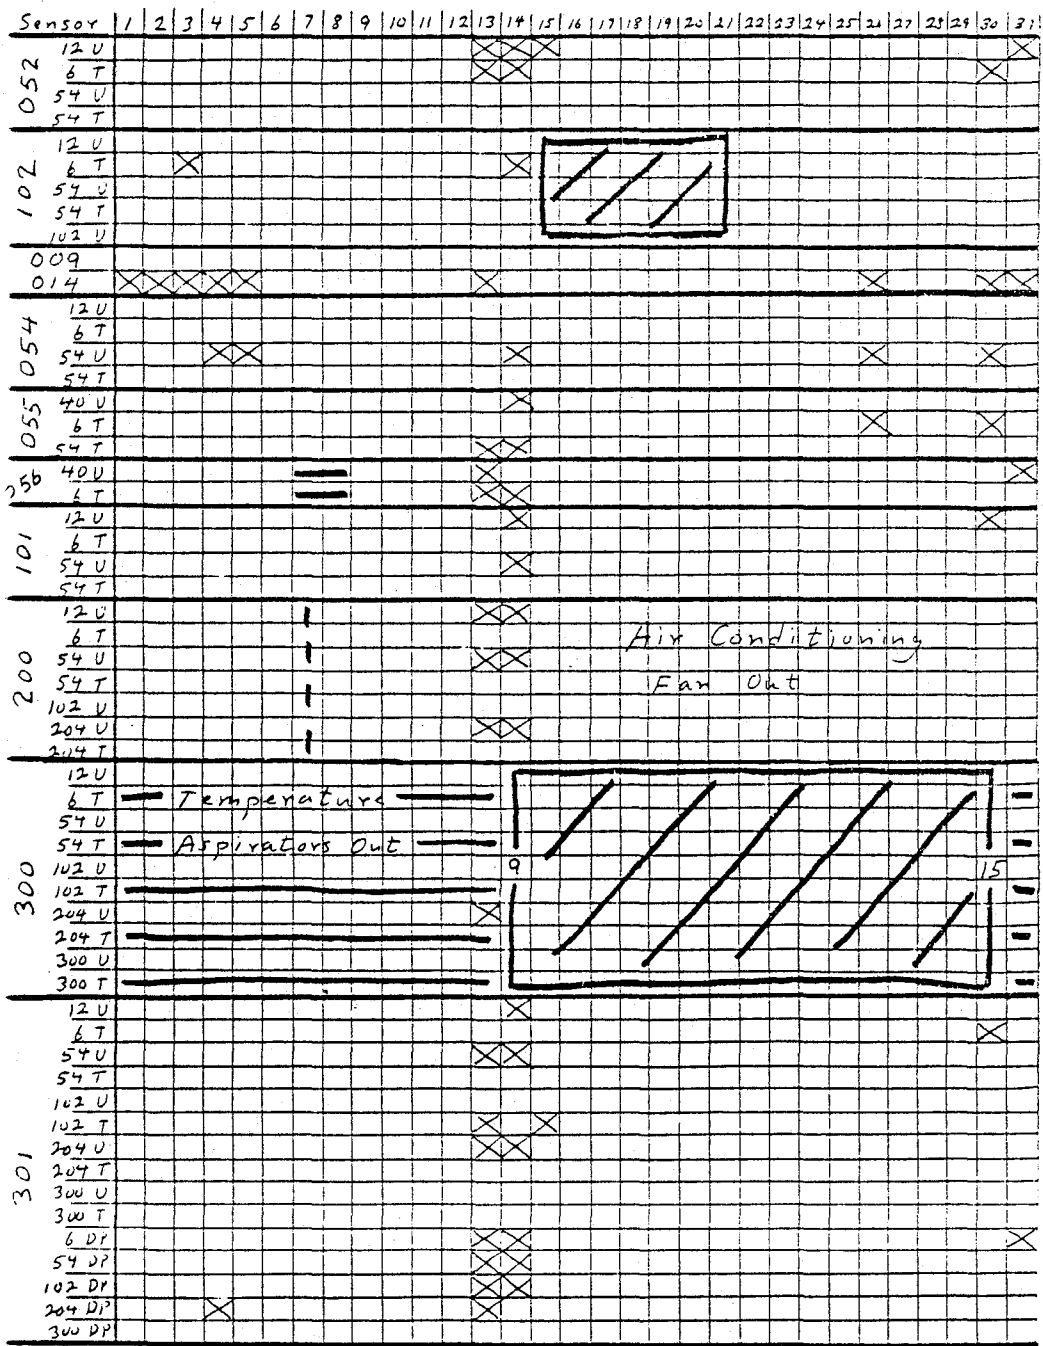 Sensor 1 2 3 4 5 6 7 8 9 10 11 12 13 14 15 16 17 18 19 20 21 22 23 24 25 26 27 28 29 30 31
052
12 U
6 T
54 U
54 T
102
12 U
6 T
54 U
54 T
102 U
009
014
054
12 U
6 T
54 U
54 T
055
40 U
6 T
54 T
056
40 U
6 T
101
12 U
6 T
54 U
54 T
200
12 U
6 T
54 U
54 T
102 U
204 U
204 T
Air Conditioning
Fan Out
300
12 U
6 T
54 U
54 T
102 U
102 T
204 U
204 T
300 U
300 T
Temperature
Aspirators Out
9
15
301
12 U
6 T
54 U
54 T
102 U
102 T
204 U
204 T
300 U
300 T
6 DP
54 DP
102 DP
204 DP
300 DP